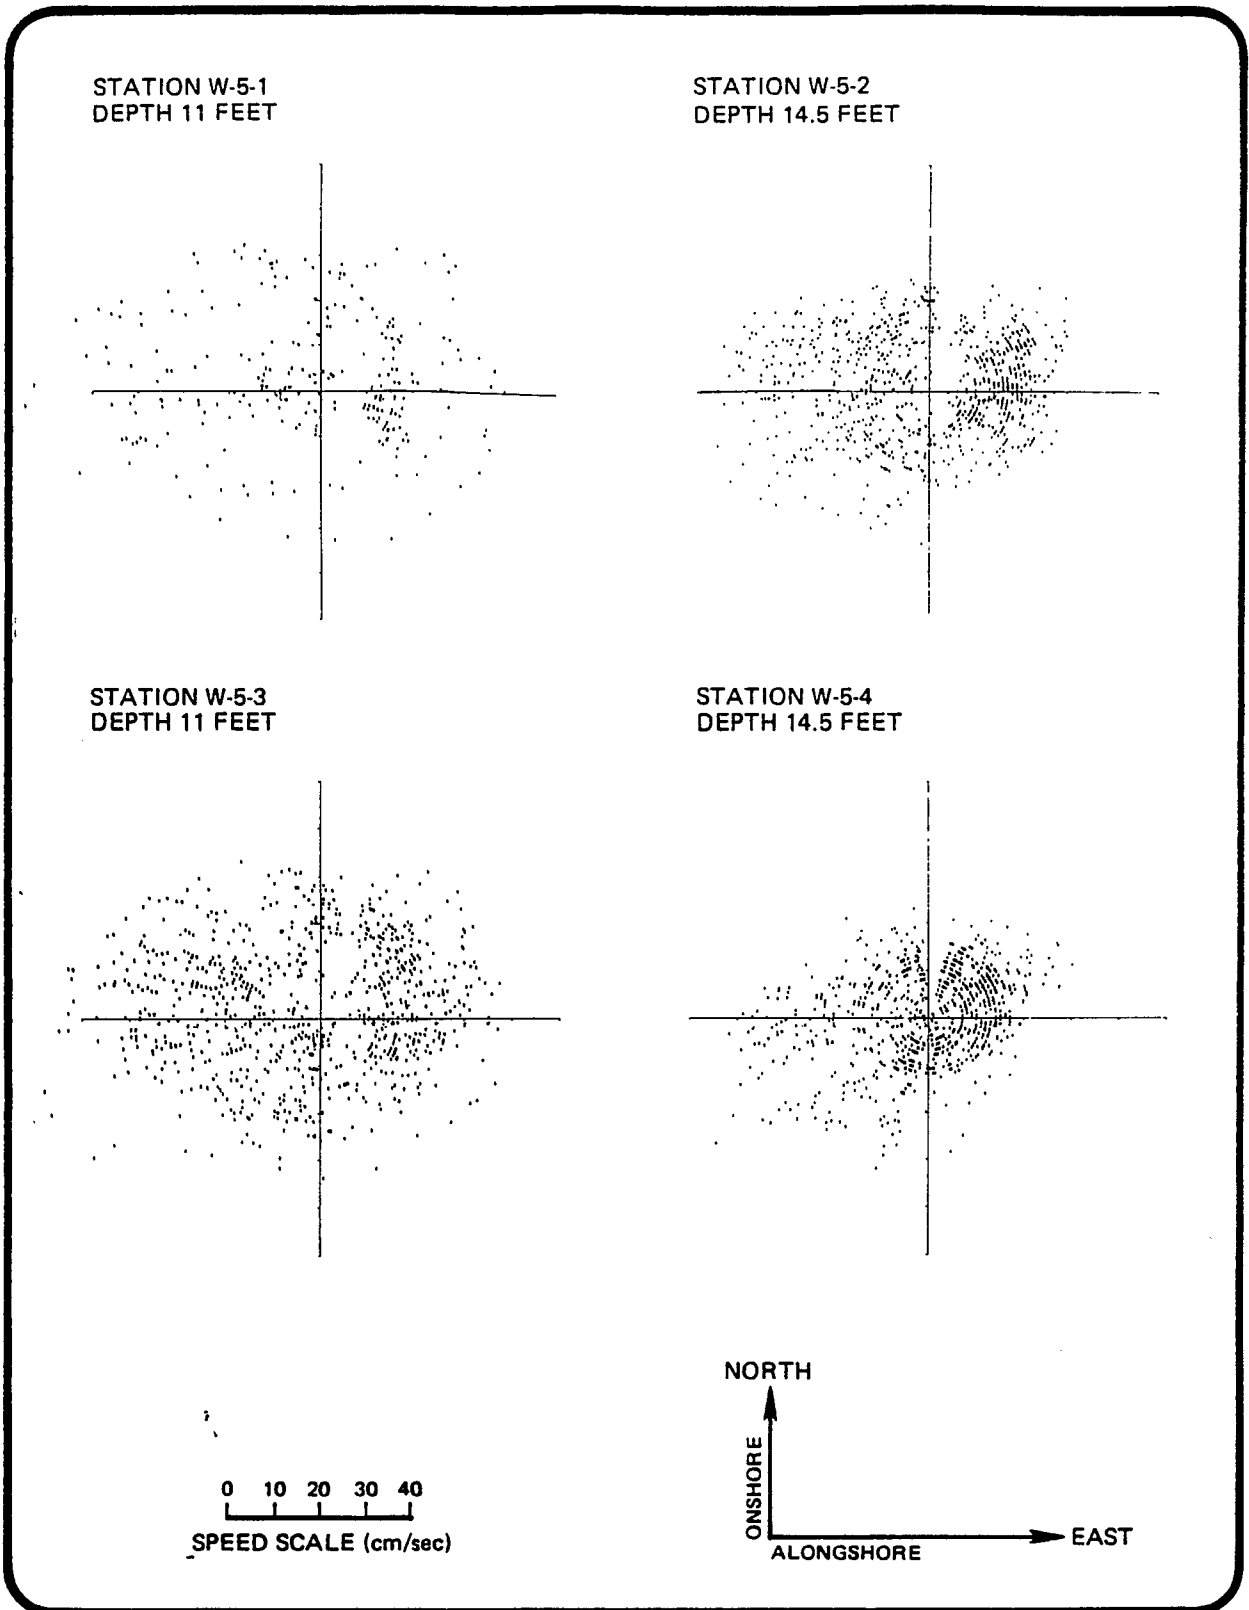 STATION W-5-1
DEPTH 11 FEET
STATION W-5-2
DEPTH 14.5 FEET
STATION W-5-3
DEPTH 11 FEET
STATION W-5-4
DEPTH 14.5 FEET
0 10 20 30 40
SPEED SCALE (cm/sec)
NORTH
ONSHORE
EAST
ALONGSHORE